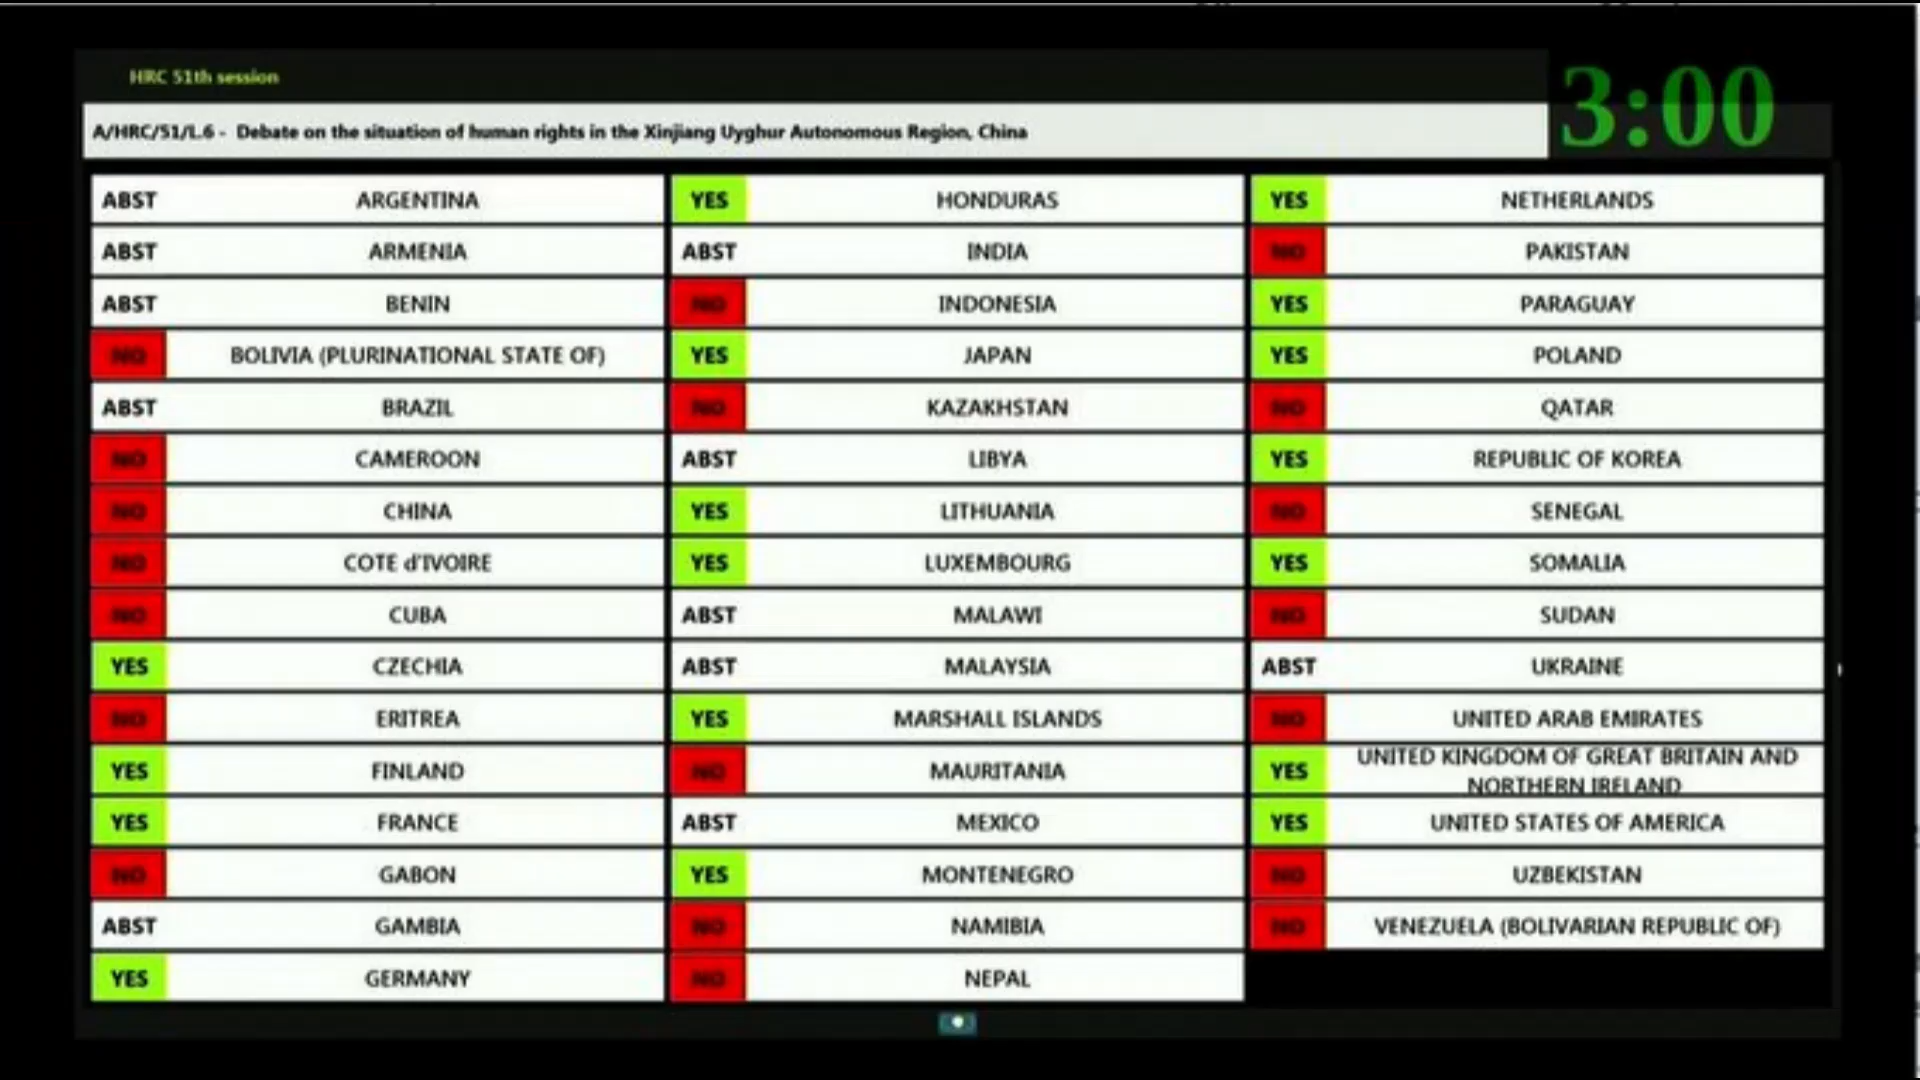 HRC 51th session
3:00
A/HRC/51/L.6 - Debate on the situation of human rights in the Xinjiang Uyghur Autonomous Region, China
ABST ARGENTINA
ABST ARMENIA
ABST BENIN
NO BOLIVIA (PLURINATIONAL STATE OF)
ABST BRAZIL
NO CAMEROON
NO CHINA
NO COTE d'IVOIRE
NO CUBA
YES CZECHIA
NO ERITREA
YES FINLAND
YES FRANCE
NO GABON
ABST GAMBIA
YES GERMANY
YES HONDURAS
ABST INDIA
NO INDONESIA
YES JAPAN
NO KAZAKHSTAN
ABST LIBYA
YES LITHUANIA
YES LUXEMBOURG
ABST MALAWI
ABST MALAYSIA
YES MARSHALL ISLANDS
NO MAURITANIA
ABST MEXICO
YES MONTENEGRO
NO NAMIBIA
NO NEPAL
YES NETHERLANDS
NO PAKISTAN
YES PARAGUAY
YES POLAND
NO QATAR
YES REPUBLIC OF KOREA
NO SENEGAL
YES SOMALIA
NO SUDAN
ABST UKRAINE
NO UNITED ARAB EMIRATES
YES UNITED KINGDOM OF GREAT BRITAIN AND
NORTHERN IRELAND
YES UNITED STATES OF AMERICA
NO UZBEKISTAN
NO VENEZUELA (BOLIVARIAN REPUBLIC OF)